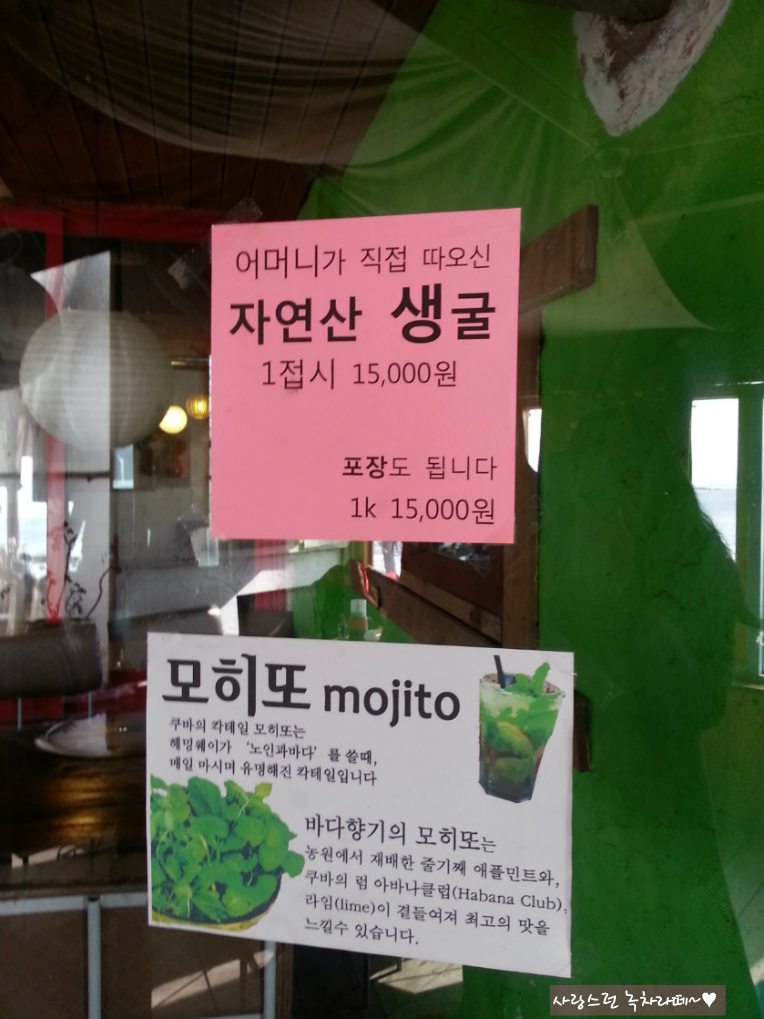 어머니가 직접 따오신
자연산 생굴
1접시 15,000원
포장도 됩니다
1k 15,000원
모히또 mojito
쿠바의 칵테일 모히또는
헤밍웨이가 '노인과바다' 를 쓸때,
매일 마시며 유명해진 칵테일입니다
바다향기의 모히또는
농원에서 재배한 줄기째 애플민트와,
쿠바의 럼 아바나클럽(Habana Club),
라임(lime)이 곁들여져 최고의 맛을
느낄수 있습니다.
사랑스런 녹차라떼~♥